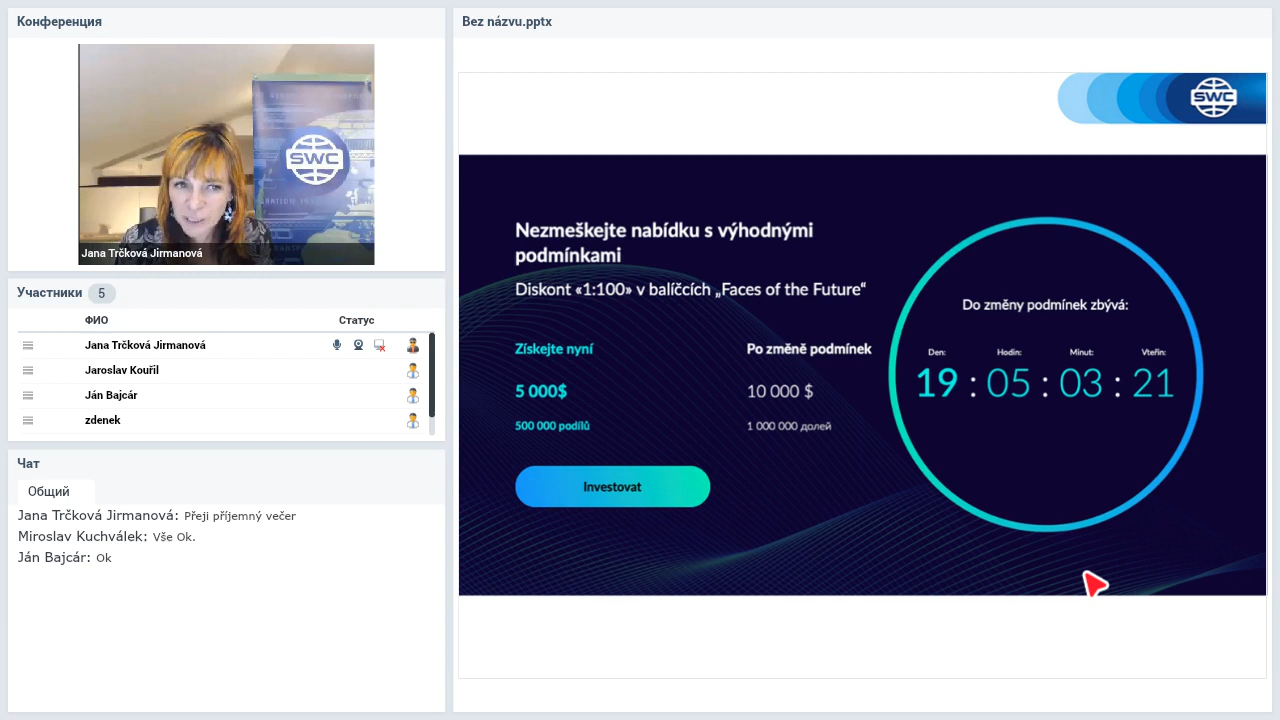 Конференция
SWC
Jana Trčková Jirmanová
Участники 5
ФИО Статус
Jana Trčková Jirmanová
Jaroslav Kouřil
Ján Bajcár
zdenek
Чат
Общий
Jana Trčková Jirmanová: Přeji příjemný večer
Miroslav Kuchválek: Vše Ok.
Ján Bajcár: Ok
Bez názvu.pptx
SWC
Nezmeškejte nabídku s výhodnými
podmínkami
Diskont «1:100» v balíčcích „Faces of the Future“
Získejte nyní
5 000$
500 000 podílů
Po změně podmínek
10 000 $
1 000 000 долей
Investovat
Do změny podmínek zbývá:
Den: Hodin: Minut: Vteřin:
19 : 05 : 03 : 21